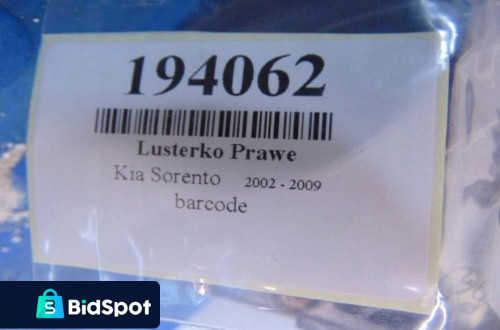 194062
Lusterko Prawe
Kia Sorento 2002 - 2009
barcode
BidSpot